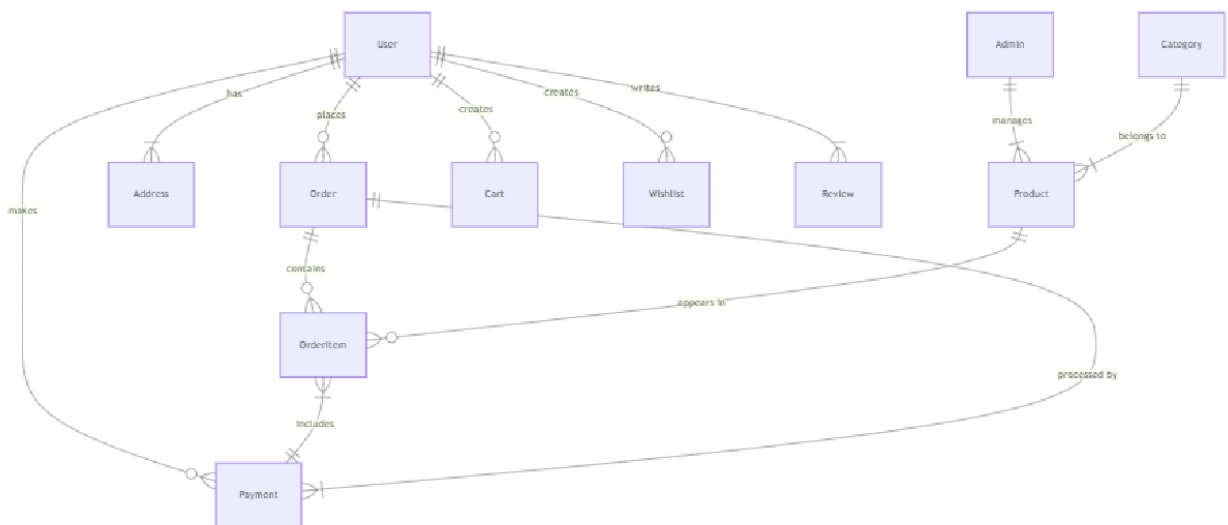 User
Admin
Category
has
places
creates
creates
writes
manages
belongs to
Address
Order
Cart
Wishlist
Review
Product
makes
contains
appears in
OrderItem
processed by
includes
Payment